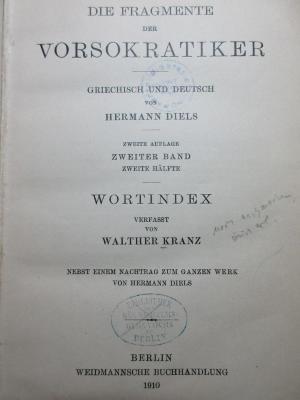 DIE FRAGMENTE
DER
VORSOKRATIKER
GRIECHISCH UND DEUTSCH
VON
HERMANN DIELS
ZWEITE AUFLAGE
ZWEITER BAND
ZWEITE HÄLFTE
WORTINDEX
VERFASST
VON
WALTHER KRANZ
NEBST EINEM NACHTRAG ZUM GANZEN WERK
VON HERMANN DIELS
BERLIN
BERLIN
WEIDMANNSCHE BUCHHANDLUNG
1910